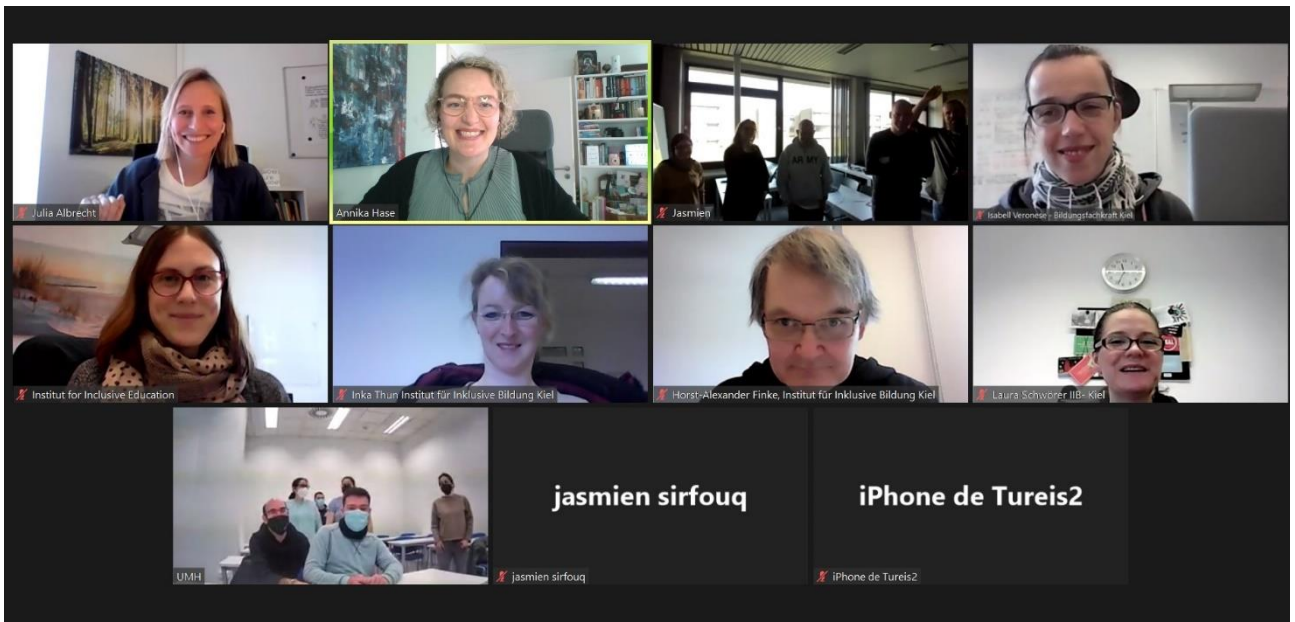 Julia Albrecht
Annika Hase
ARMY
Jasmien
Isabell Veronese - Bildungsfachkraft Kiel
Institut for Inclusive Education
Inka Thun Institut für Inklusive Bildung Kiel
Horst-Alexander Finke, Institut für Inklusive Bildung Kiel
Laura Schwörer IIB- Kiel
UMH
jasmien sirfouq
jasmien sirfouq
iPhone de Tureis2
iPhone de Tureis2